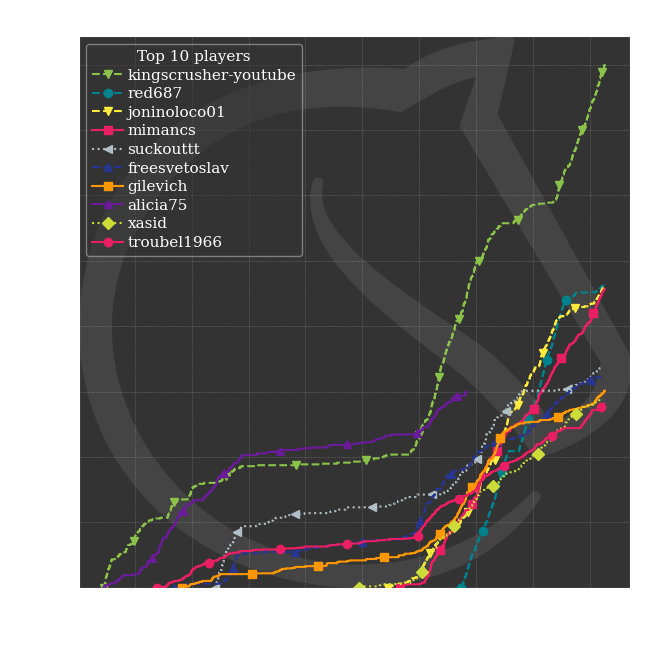 Top 10 players
kingscrusher-youtube
red687
joninoloco01
mimancs
suckouttt
freesvetoslav
gilevich
alicia75
xasid
troubel1966